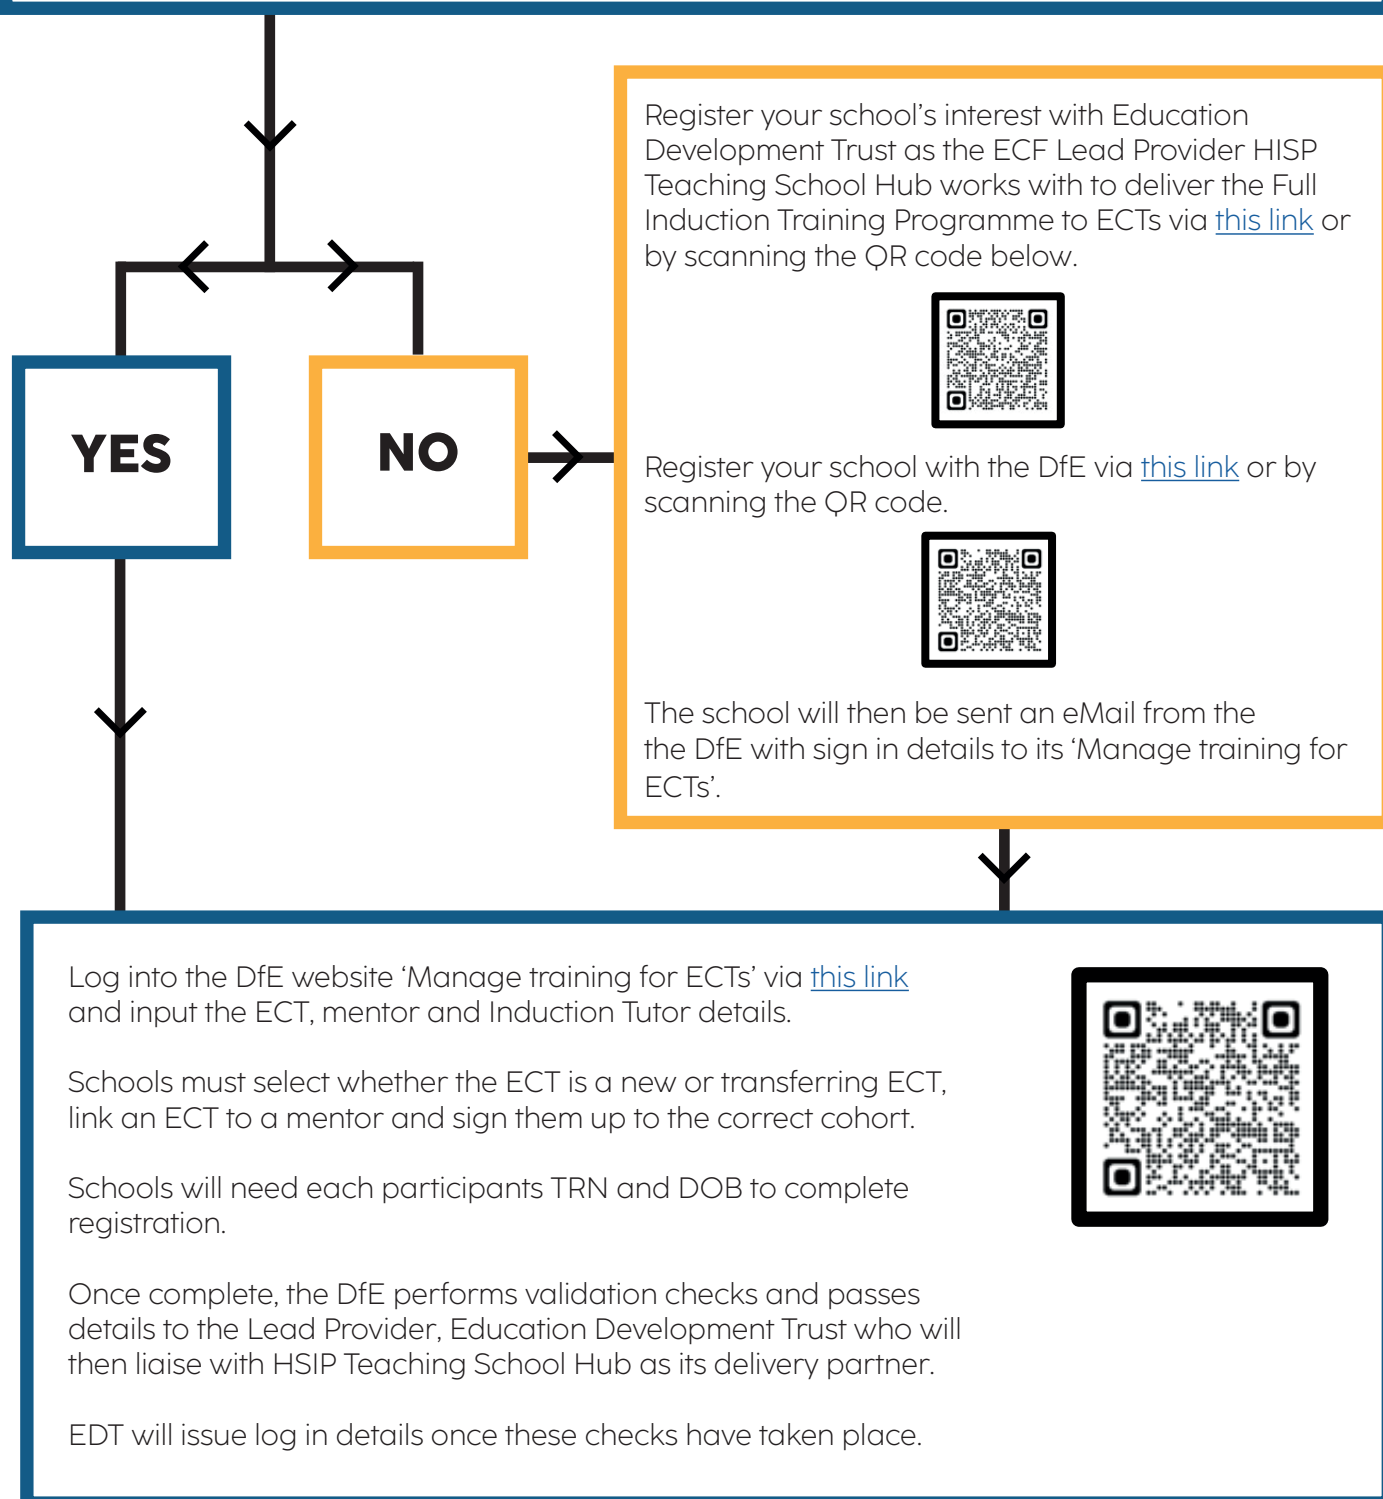 YES
NO
Register your school's interest with Education
Development Trust as the ECF Lead Provider HISP
Teaching School Hub works with to deliver the Full
Induction Training Programme to ECTs via this link or
by scanning the QR code below.
Register your school with the DfE via this link or by
scanning the QR code.
The school will then be sent an eMail from the
the DfE with sign in details to its ‘Manage training for
ECTs’.
Log into the DfE website ‘Manage training for ECTs’ via this link
and input the ECT, mentor and Induction Tutor details.
Schools must select whether the ECT is a new or transferring ECT,
link an ECT to a mentor and sign them up to the correct cohort.
Schools will need each participants TRN and DOB to complete
registration.
Once complete, the DfE performs validation checks and passes
details to the Lead Provider, Education Development Trust who will
then liaise with HSIP Teaching School Hub as its delivery partner.
EDT will issue log in details once these checks have taken place.